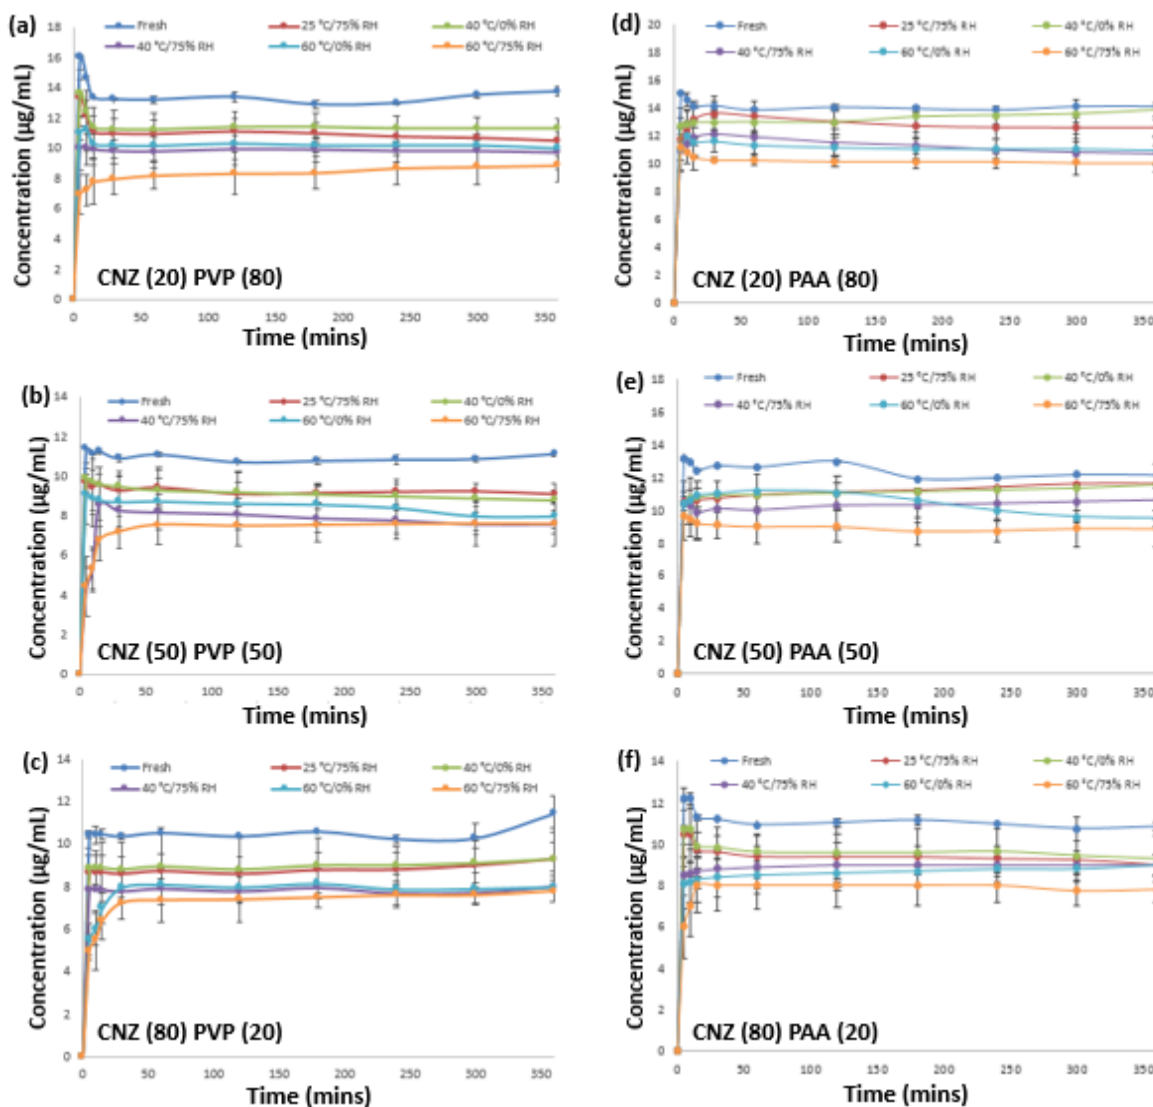 (a)
Fresh 25 °C/75% RH 40 °C/0% RH
40 °C/75% RH 60 °C/0% RH 60 °C/75% RH
Concentration (µg/mL)
18
16
14
12
10
8
6
4
2
0
CNZ (20) PVP (80)
0 50 100 150 200 250 300 350
Time (mins)
(d)
Fresh 25 °C/75% RH 40 °C/0% RH
40 °C/75% RH 60 °C/0% RH 60 °C/75% RH
Concentration (µg/mL)
20
18
16
14
12
10
8
6
4
2
0
CNZ (20) PAA (80)
0 50 100 150 200 250 300 350
Time (mins)
(b)
Fresh 25 °C/75% RH 40 °C/0% RH
40 °C/75% RH 60 °C/0% RH 60 °C/75% RH
Concentration (µg/mL)
14
12
10
8
6
4
2
0
CNZ (50) PVP (50)
0 50 100 150 200 250 300 350
Time (mins)
(e)
Fresh 25 °C/75% RH 40 °C/0% RH
40 °C/75% RH 60 °C/0% RH 60 °C/75% RH
Concentration (µg/mL)
18
16
14
12
10
8
6
4
2
0
CNZ (50) PAA (50)
0 50 100 150 200 250 300 350
Time (mins)
(c)
Fresh 25 °C/75% RH 40 °C/0% RH
40 °C/75% RH 60 °C/0% RH 60 °C/75% RH
Concentration (µg/mL)
14
12
10
8
6
4
2
0
CNZ (80) PVP (20)
0 50 100 150 200 250 300 350
Time (mins)
(f)
Fresh 25 °C/75% RH 40 °C/0% RH
40 °C/75% RH 60 °C/0% RH 60 °C/75% RH
Concentration (µg/mL)
14
12
10
8
6
4
2
0
CNZ (80) PAA (20)
0 50 100 150 200 250 300 350
Time (mins)